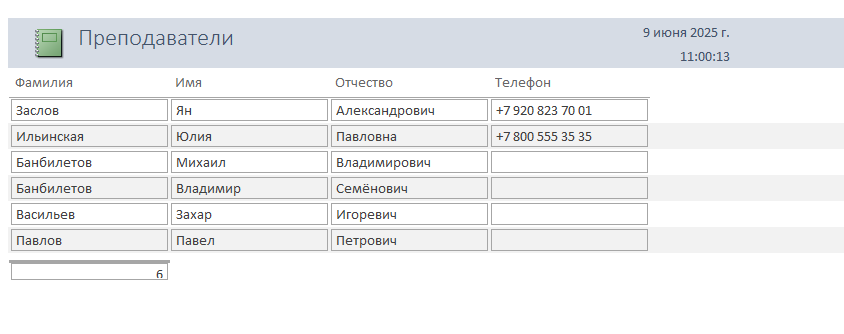 Преподаватели 9 июня 2025 г.
11:00:13
Фамилия Имя Отчество Телефон
Заслов Ян Александрович +7 920 823 70 01
Ильинская Юлия Павловна +7 800 555 35 35
Банбилетов Михаил Владимирович
Банбилетов Владимир Семёнович
Васильев Захар Игоревич
Павлов Павел Петрович
6